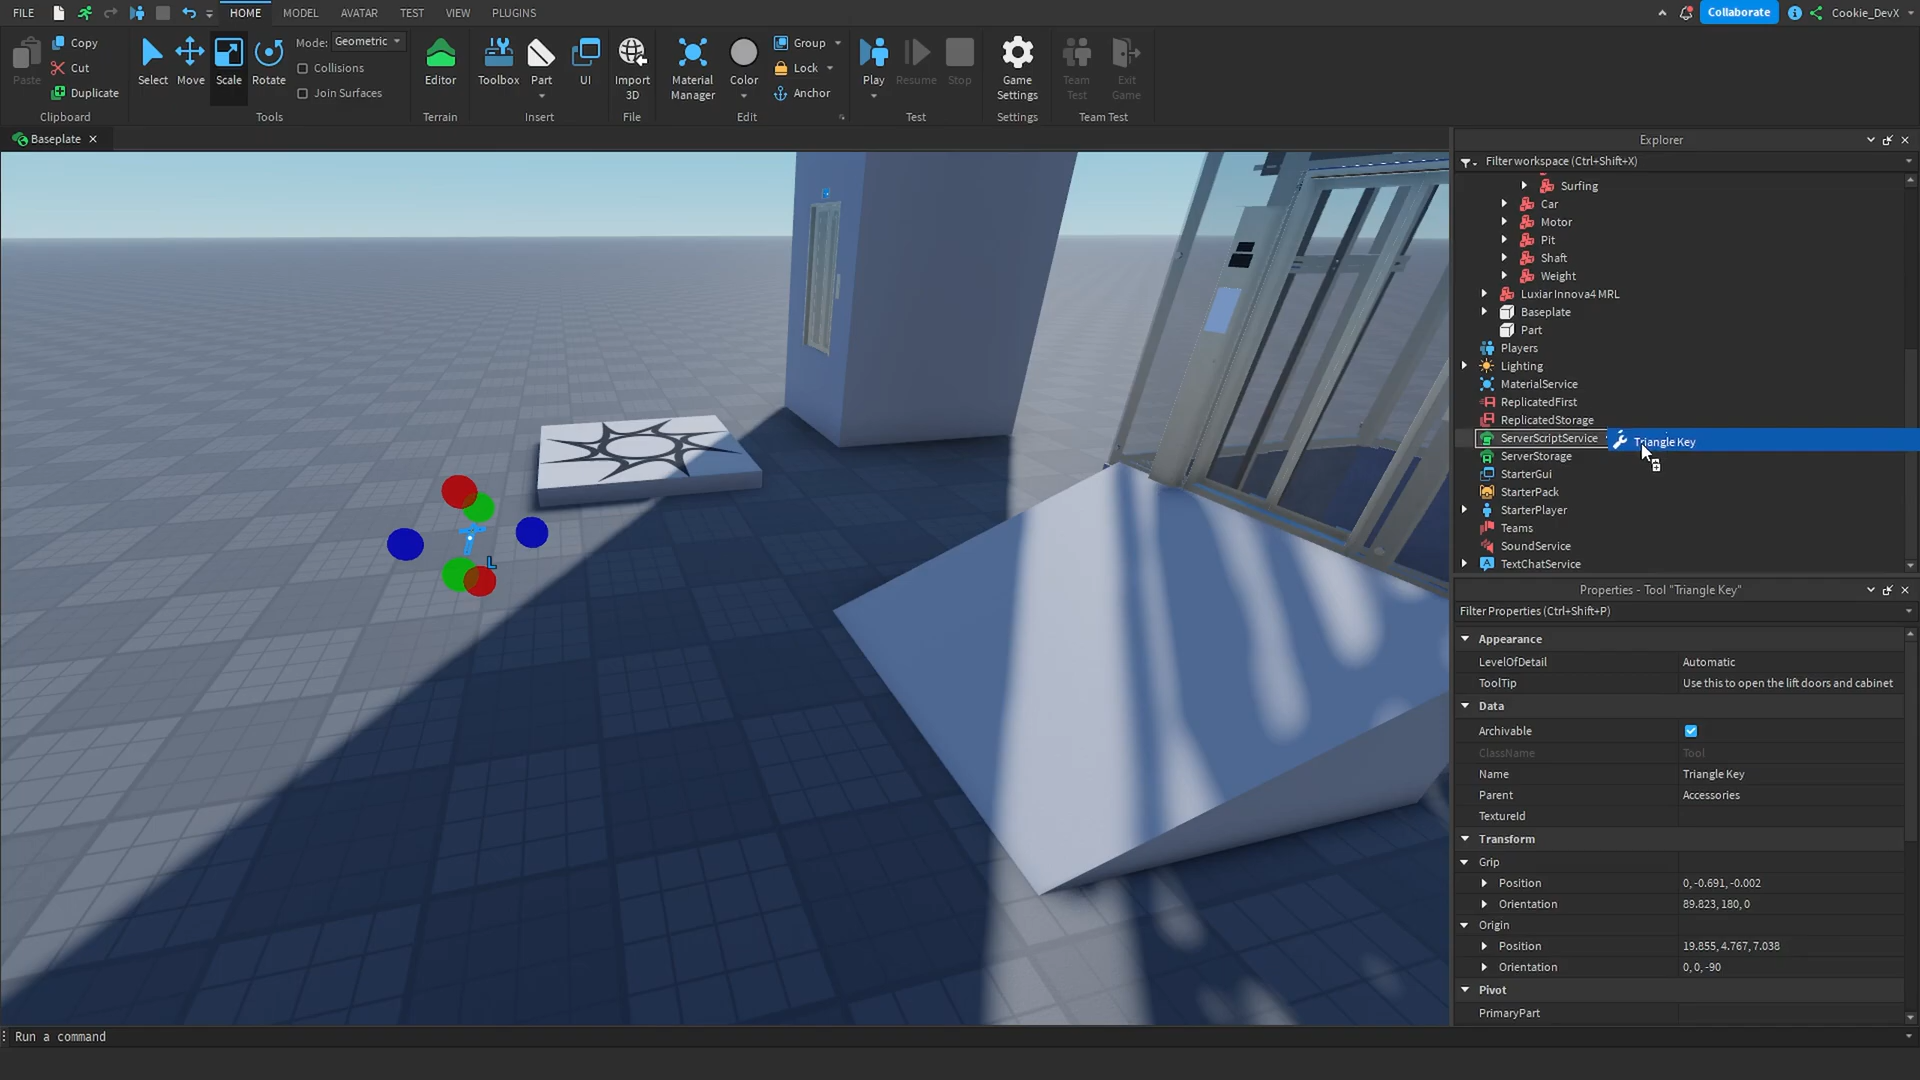 FILE HOME MODEL AVATAR TEST VIEW PLUGINS Collaborate Cookie_DevX
Paste Copy Cut Duplicate Clipboard
Select Move Scale Rotate Mode: Geometric Collisions Join Surfaces Tools
Editor Terrain
Toolbox Part UI Insert
Import 3D File
Material Manager Color Group Lock Anchor Edit
Play Resume Stop Test
Game Settings Settings
Team Test Exit Game Team Test
Baseplate
L
Run a command
Explorer
Filter workspace (Ctrl+Shift+X)
Surfing
Car
Motor
Pit
Shaft
Weight
Luxiar Innova4 MRL
Baseplate
Part
Players
Lighting
MaterialService
ReplicatedFirst
ReplicatedStorage
ServerScriptService Triangle Key
ServerStorage
StarterGui
StarterPack
StarterPlayer
Teams
SoundService
TextChatService
Properties - Tool "Triangle Key"
Filter Properties (Ctrl+Shift+P)
Appearance
LevelOfDetail Automatic
ToolTip Use this to open the lift doors and cabinet
Data
Archivable
ClassName Tool
Name Triangle Key
Parent Accessories
TextureId
Transform
Grip
Position 0, -0.691, -0.002
Orientation 89.823, 180, 0
Origin
Position 19.855, 4.767, 7.038
Orientation 0, 0, -90
Pivot
PrimaryPart